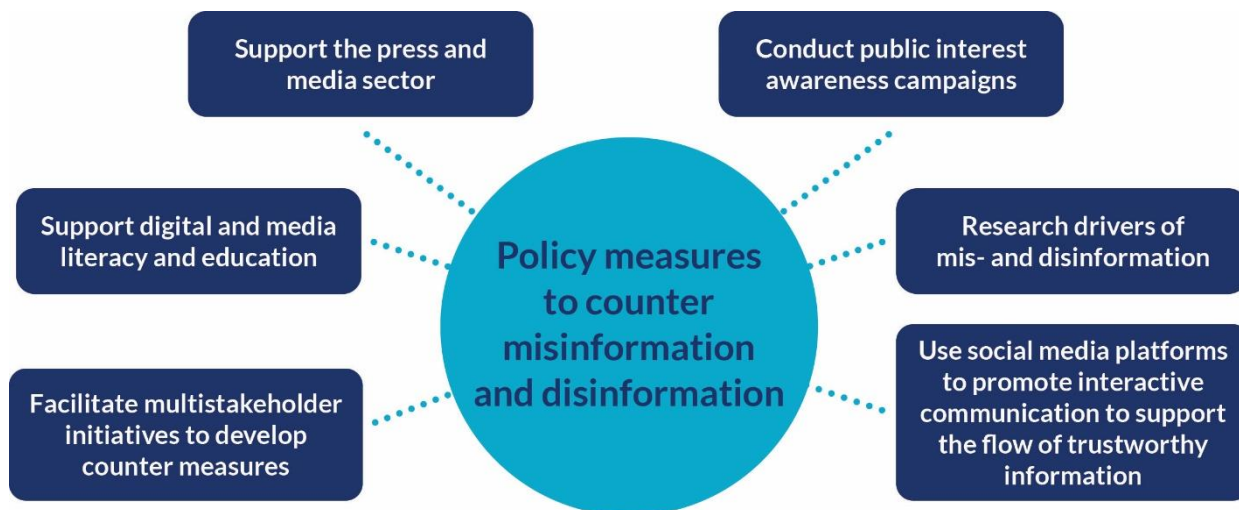 Support the press and
media sector
Conduct public interest
awareness campaigns
Support digital and media
literacy and education
Policy measures
to counter
misinformation
and disinformation
Research drivers of
mis- and disinformation
Facilitate multistakeholder
initiatives to develop
counter measures
Use social media platforms
to promote interactive
communication to support
the flow of trustworthy
information